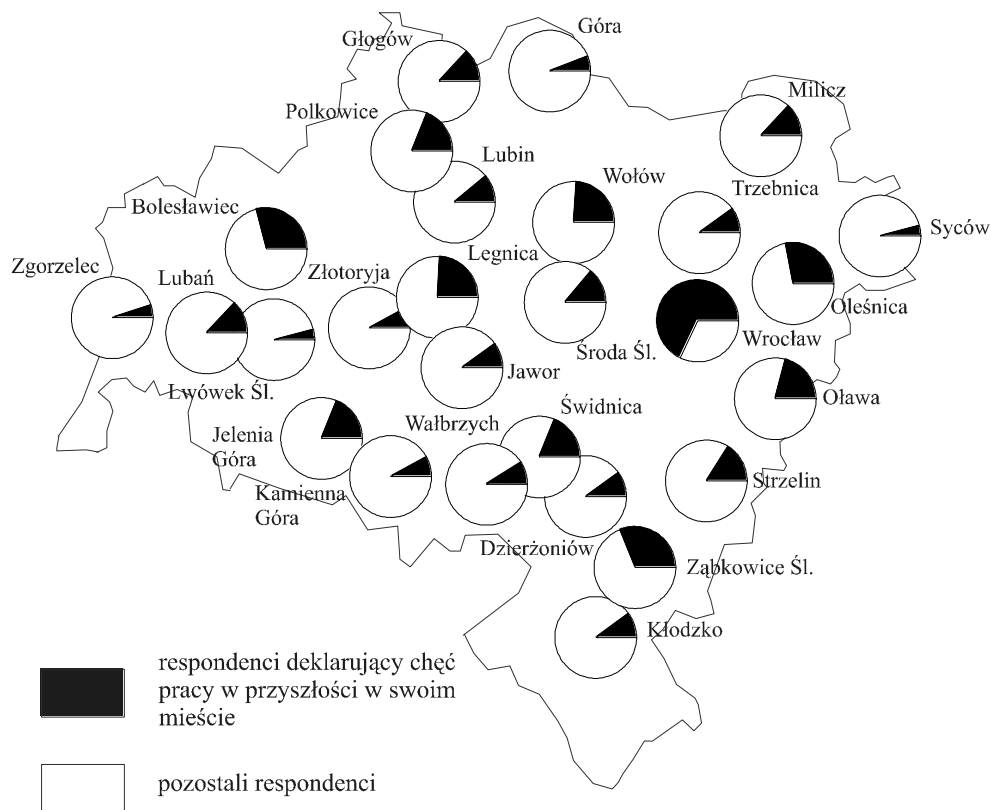 Góra
Głogów
Milicz
Polkowice
Lubin
Wołów
Trzebnica
Bolesławiec
Syców
Legnica
Zgorzelec
Lubań
Złotoryja
Oleśnica
Wrocław
Środa Śl.
Jawor
Lwówek Śl.
Oława
Świdnica
Wałbrzych
Jelenia
Góra
Strzelin
Kamienna
Góra
Dzierżoniów
Ząbkowice Śl.
Kłodzko
respondenci deklarujący chęć
pracy w przyszłości w swoim
mieście
pozostali respondenci